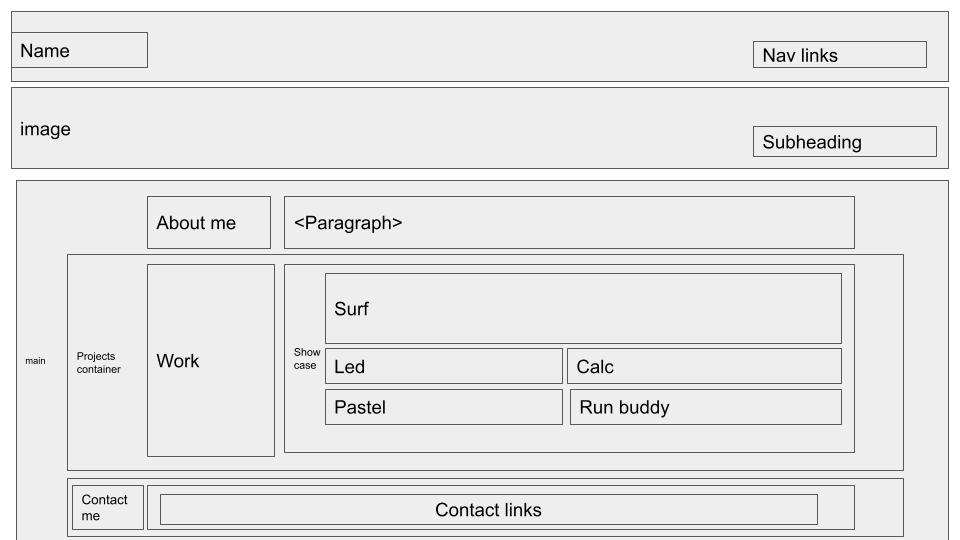 Name
Nav links
image
Subheading
About me
<Paragraph>
main
Projects
container
Work
Show
case
Surf
Led
Calc
Pastel
Run buddy
Contact
me
Contact links